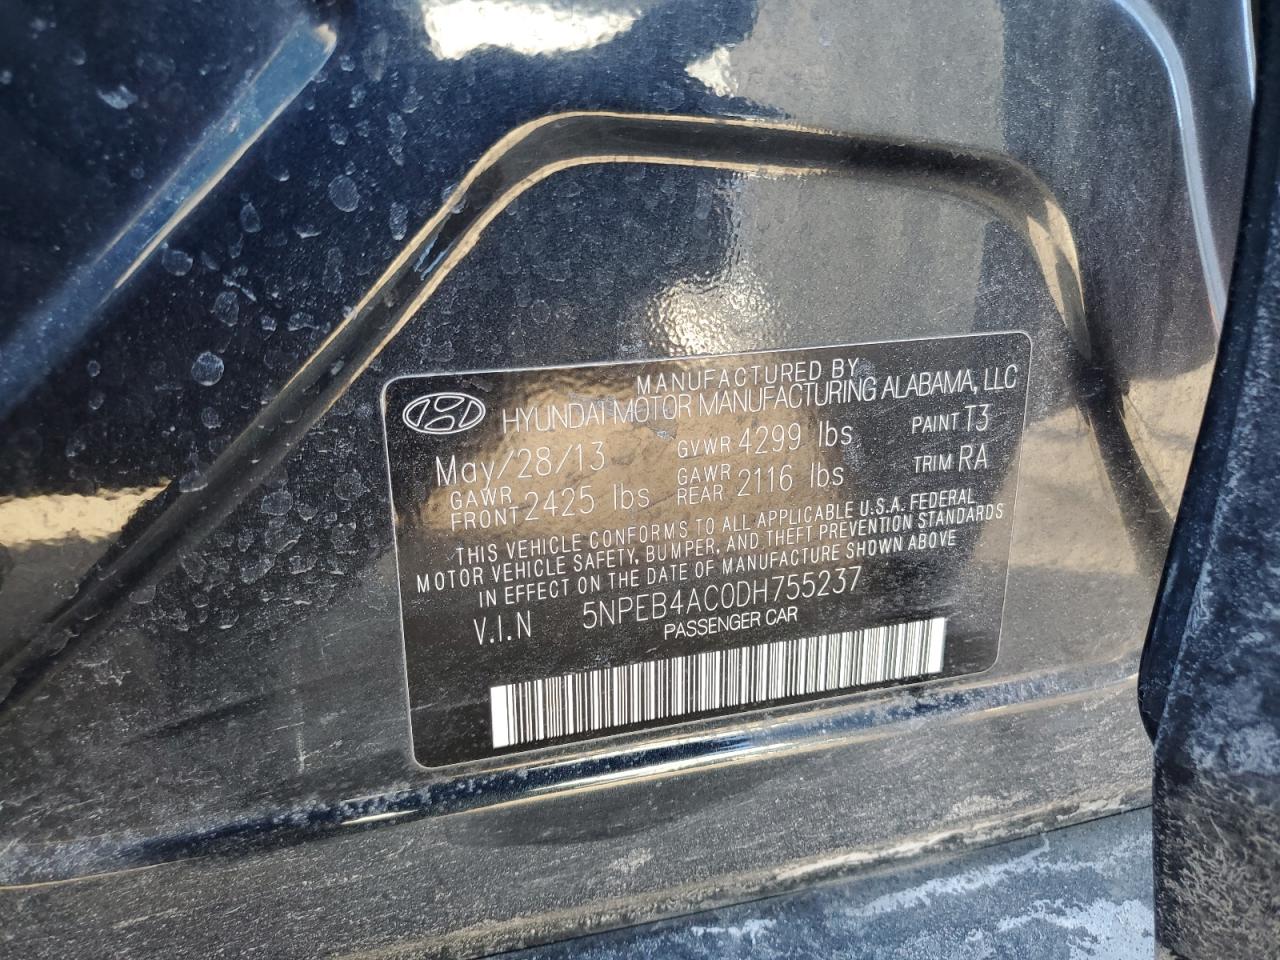 MANUFACTURED BY
HYUNDAI MOTOR MANUFACTURING ALABAMA, LLC
May/28/13 GVWR 4299 lbs PAINT T3
GAWR FRONT 2425 lbs GAWR REAR 2116 lbs TRIM RA
THIS VEHICLE CONFORMS TO ALL APPLICABLE U.S.A. FEDERAL
MOTOR VEHICLE SAFETY, BUMPER, AND THEFT PREVENTION STANDARDS
IN EFFECT ON THE DATE OF MANUFACTURE SHOWN ABOVE
V.I.N 5NPEB4AC0DH755237
PASSENGER CAR